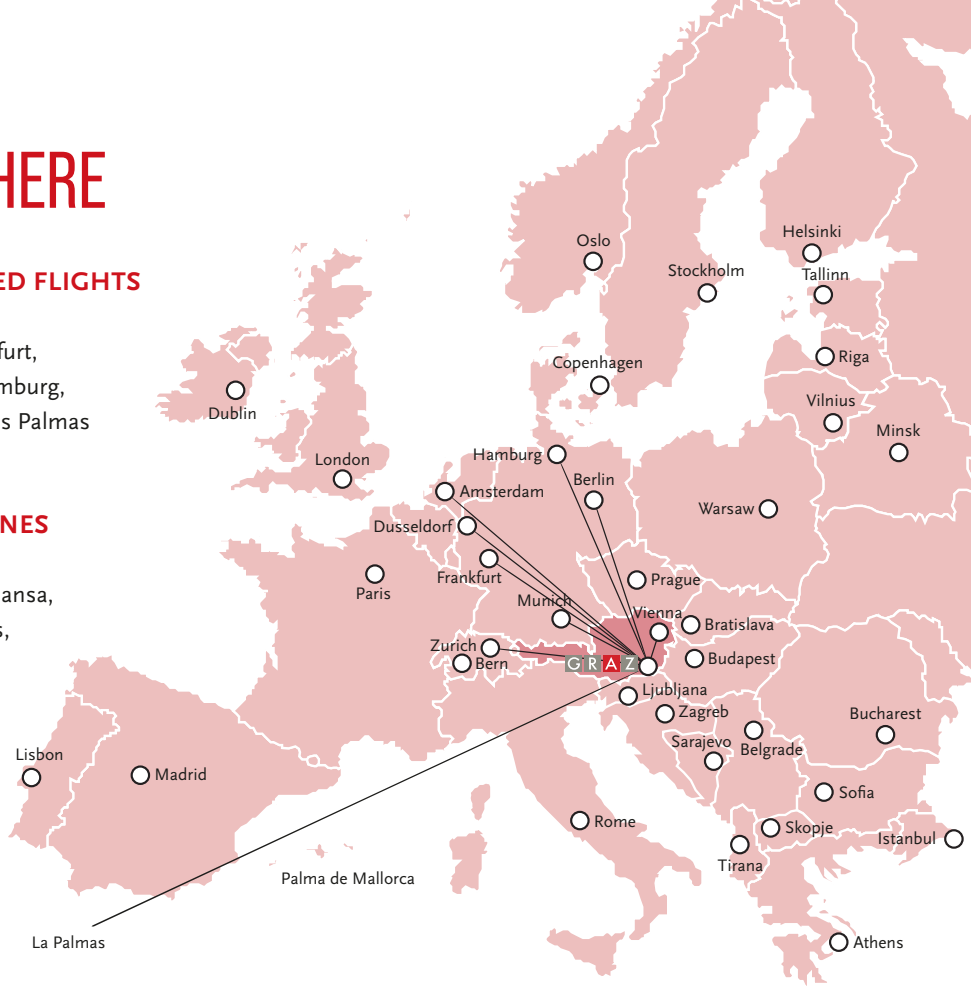 HERE
ED FLIGHTS
furt,
mburg,
s Palmas
NES
ansa,
s,
Oslo
Helsinki
Stockholm
Tallinn
Copenhagen
Riga
Dublin
Vilnius
Minsk
London
Hamburg
Berlin
Amsterdam
Warsaw
Dusseldorf
Frankfurt
Prague
Paris
Munich
Vienna
Bratislava
Zurich
Bern
GRAZ
Budapest
Ljubljana
Zagreb
Bucharest
Sarajevo
Belgrade
Lisbon
Madrid
Sofia
Rome
Skopje
Istanbul
Tirana
Palma de Mallorca
La Palmas
Athens